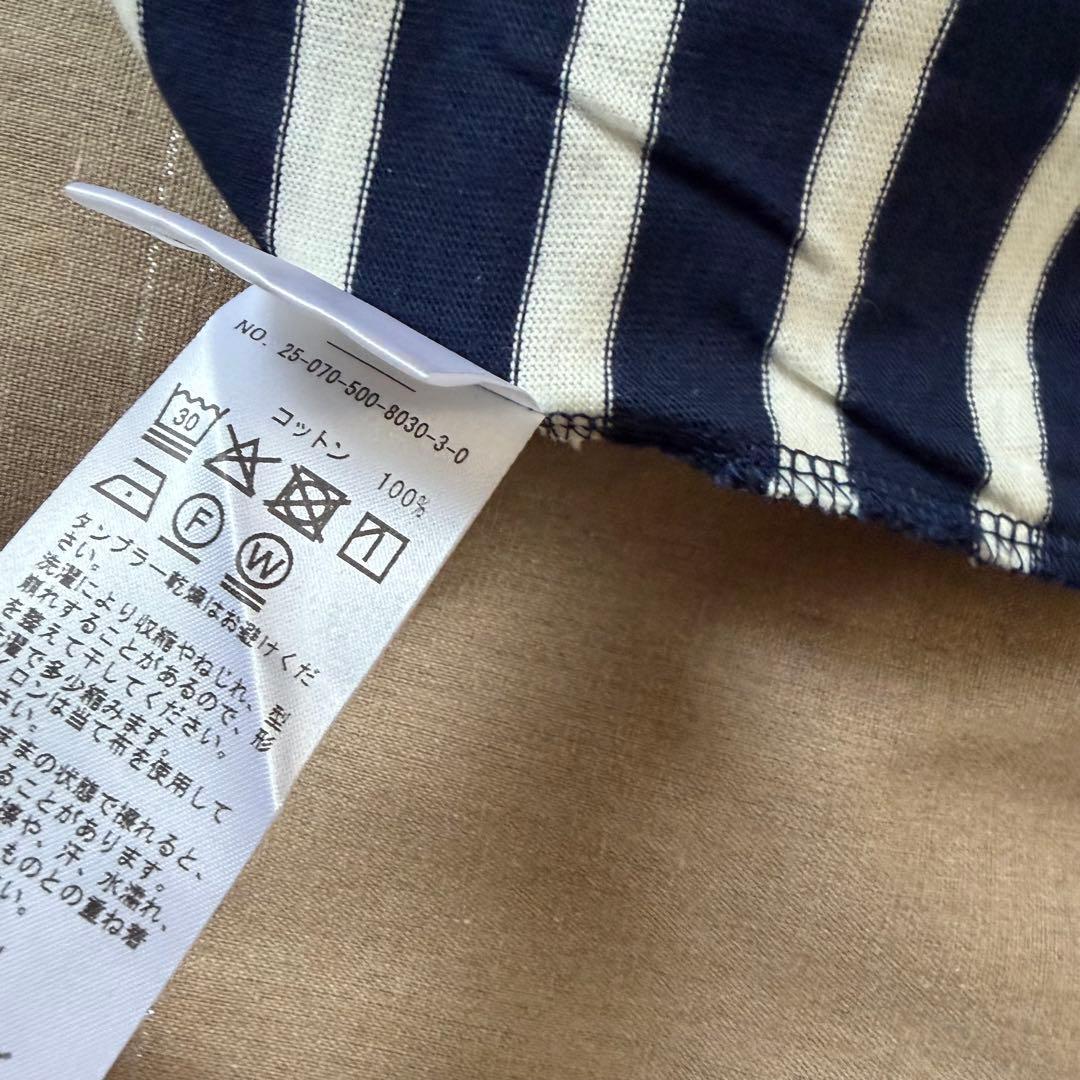 NO. 25-070-500-8030-3-0
コットン 100%
30
F
W
タンブラー乾燥はお避けくだ
さい。
洗濯により収縮やねじれ、型
崩れすることがあるので、形
を整えて干してください。
洗濯で多少縮みます。
イロンは当て布を使用して
さい。
ままの状態で擦れると、
ることがあります。
や、汗、水濡れ、
ものとの重ね着
い。